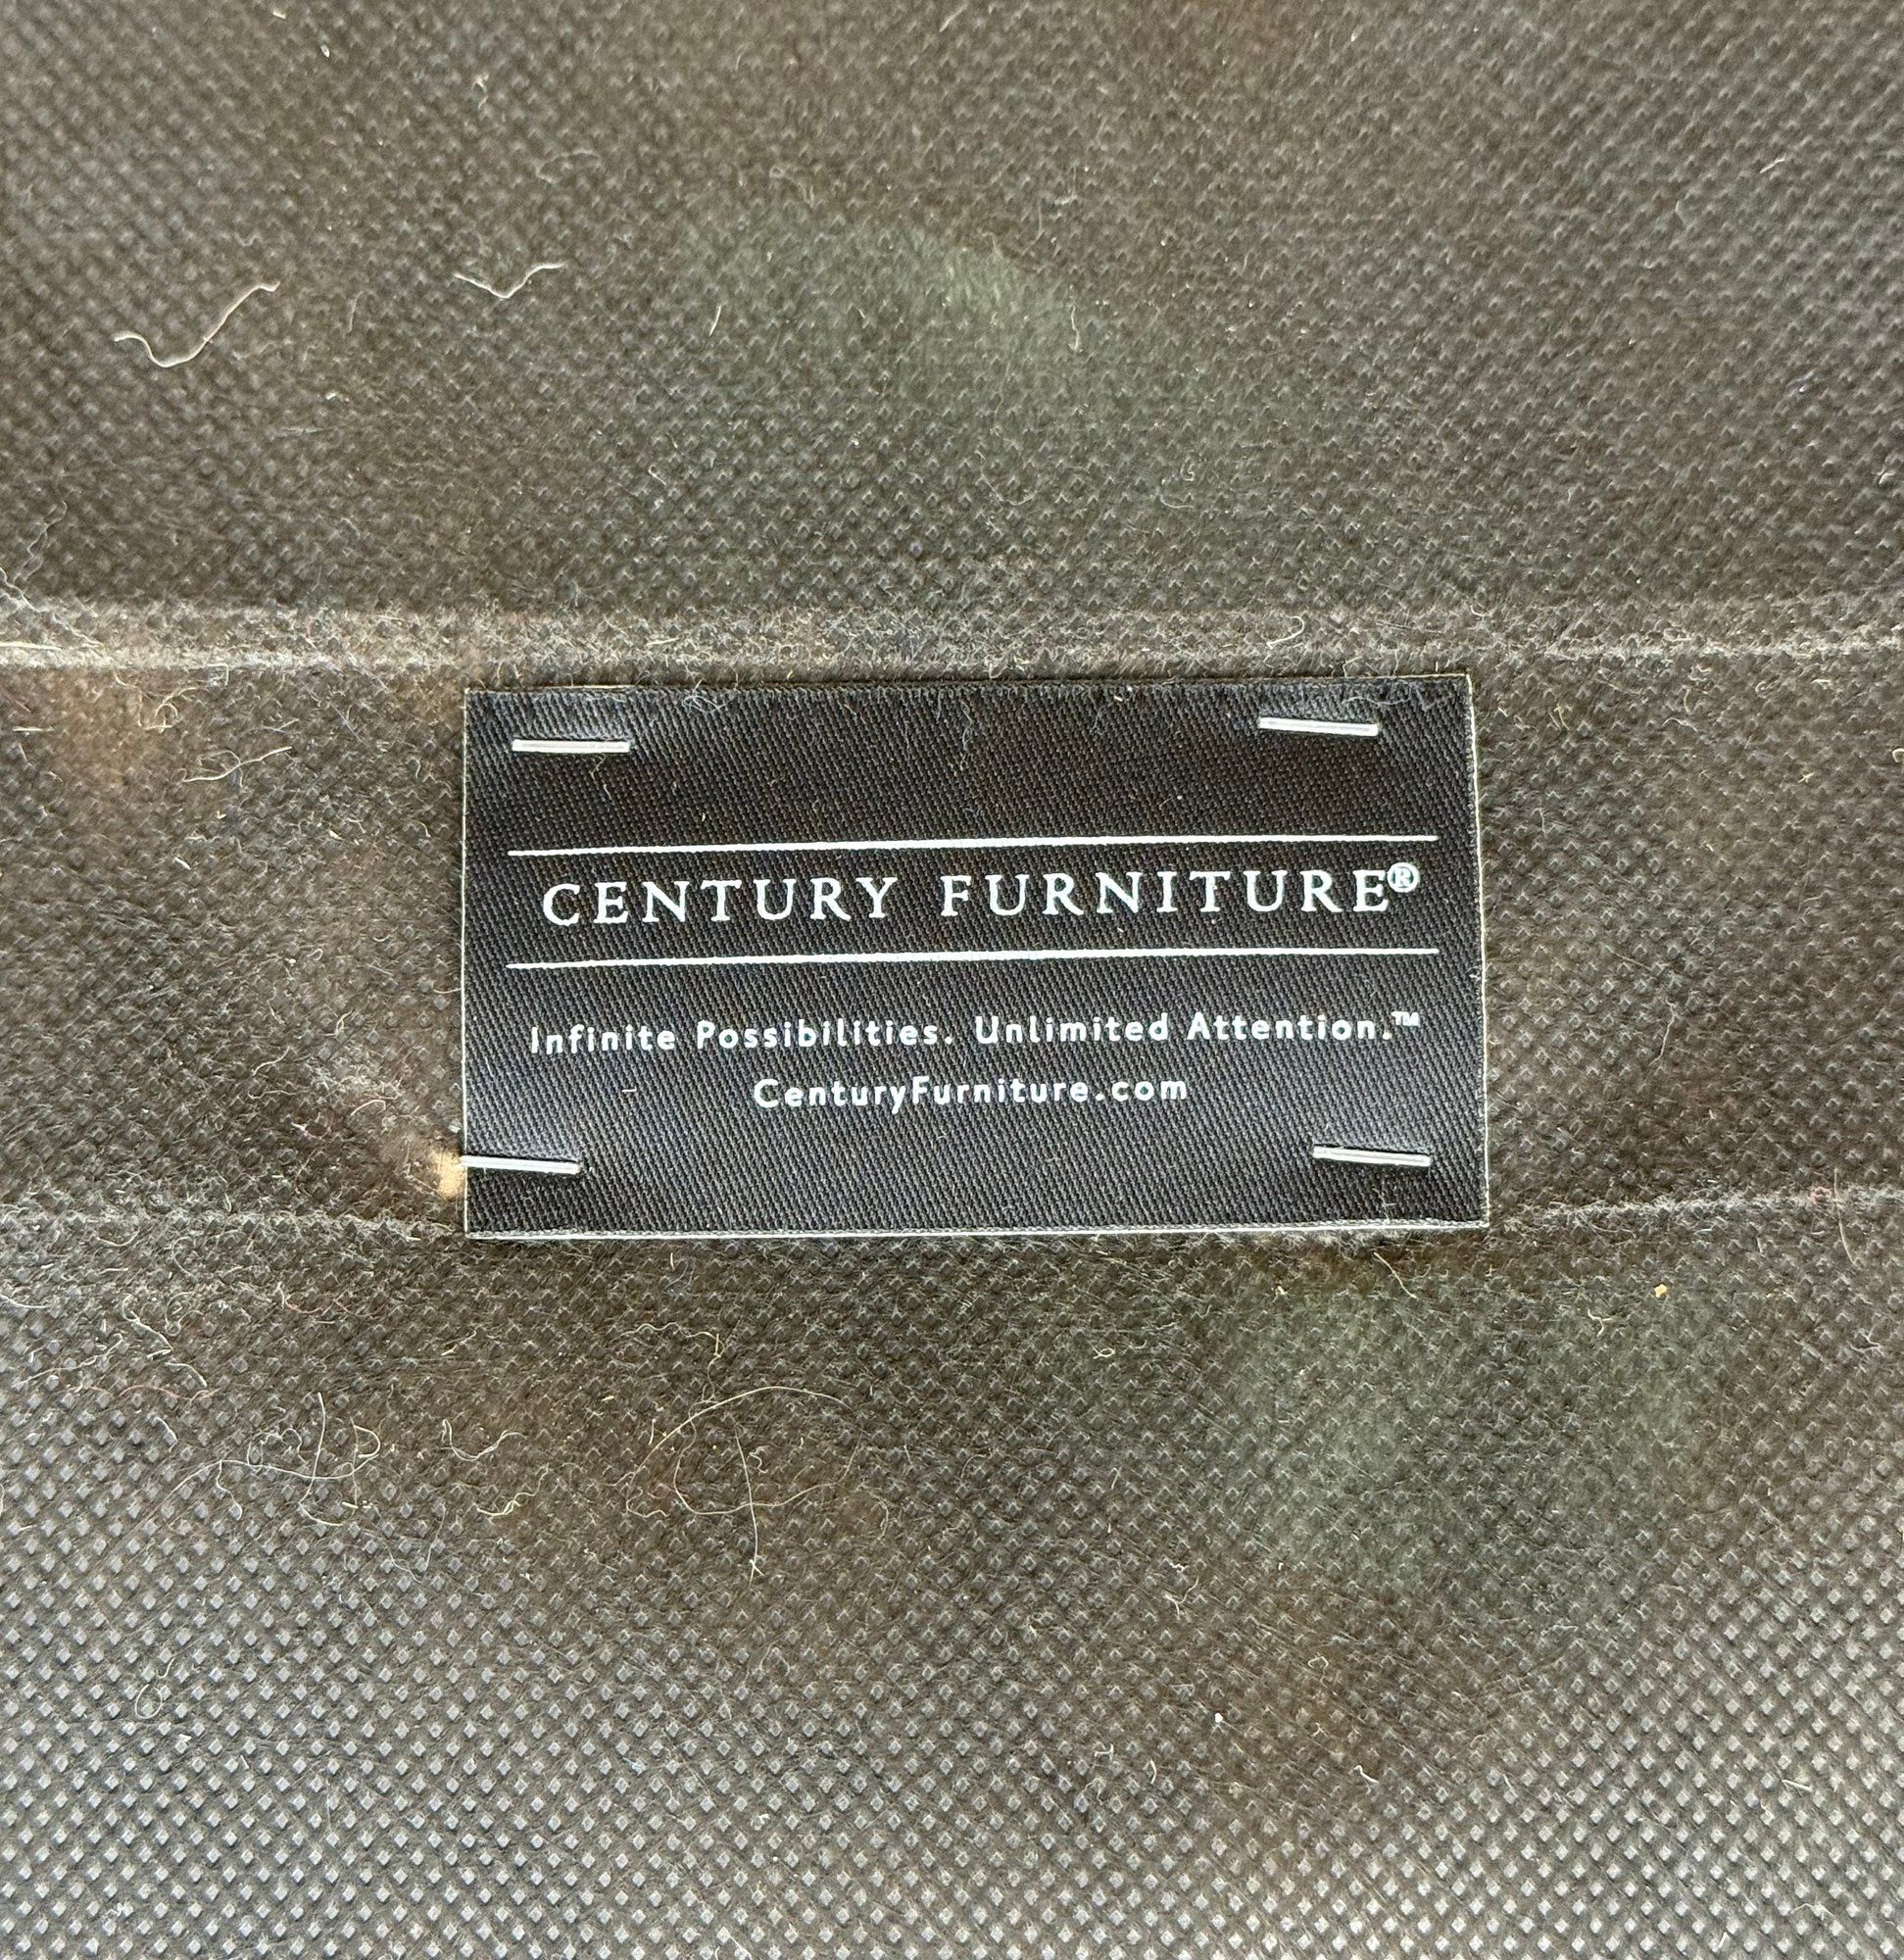 CENTURY FURNITURE®
Infinite Possibilities. Unlimited Attention.™
CenturyFurniture.com